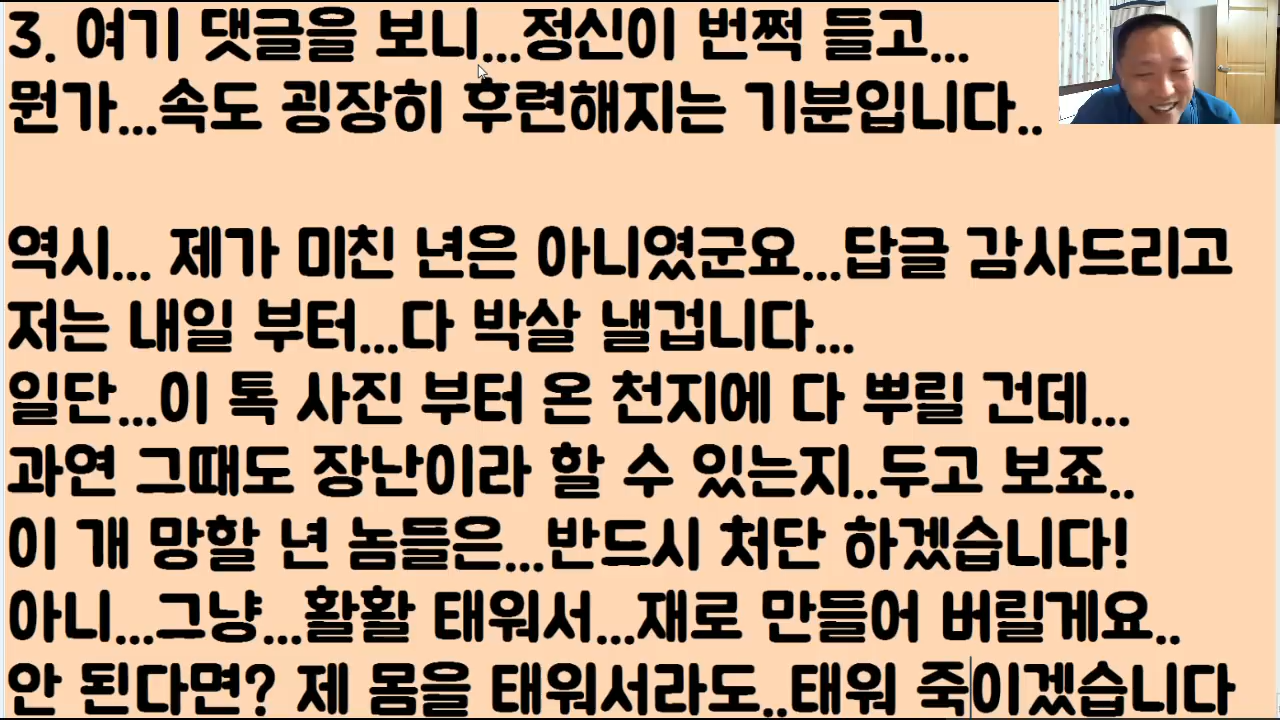 3. 여기 댓글을 보니...정신이 번쩍 들고...
뭔가...속도 굉장히 후련해지는 기분입니다..
역시... 제가 미친 년은 아니였군요...답글 감사드리고
저는 내일 부터...다 박살 낼겁니다...
일단...이 톡 사진 부터 온 천지에 다 뿌릴 건데...
과연 그때도 장난이라 할 수 있는지..두고 보죠..
이 개 망할 년 놈들은...반드시 처단 하겠습니다!
아니...그냥...활활 태워서...재로 만들어 버릴게요..
안 된다면? 제 몸을 태워서라도..태워 죽이겠습니다